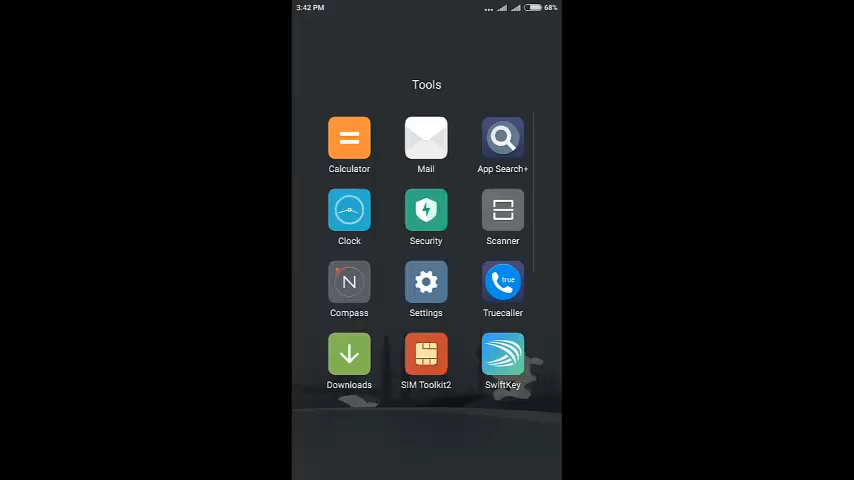 3:42 PM
68%
Tools
Calculator
Mail
App Search+
Clock
Security
Scanner
N
true
Compass
Settings
Truecaller
Downloads
SIM Toolkit2
SwiftKey